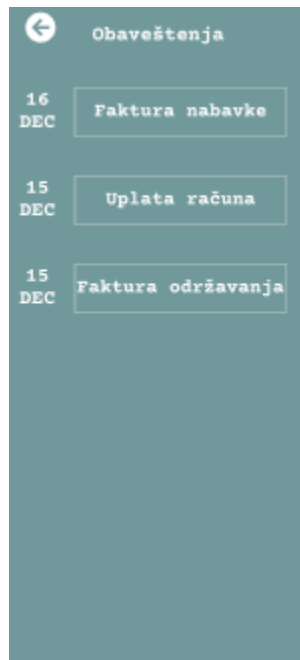 Obaveštenja
16
DEC
Faktura nabavke
15
DEC
Uplata računa
15
DEC
Faktura održavanja